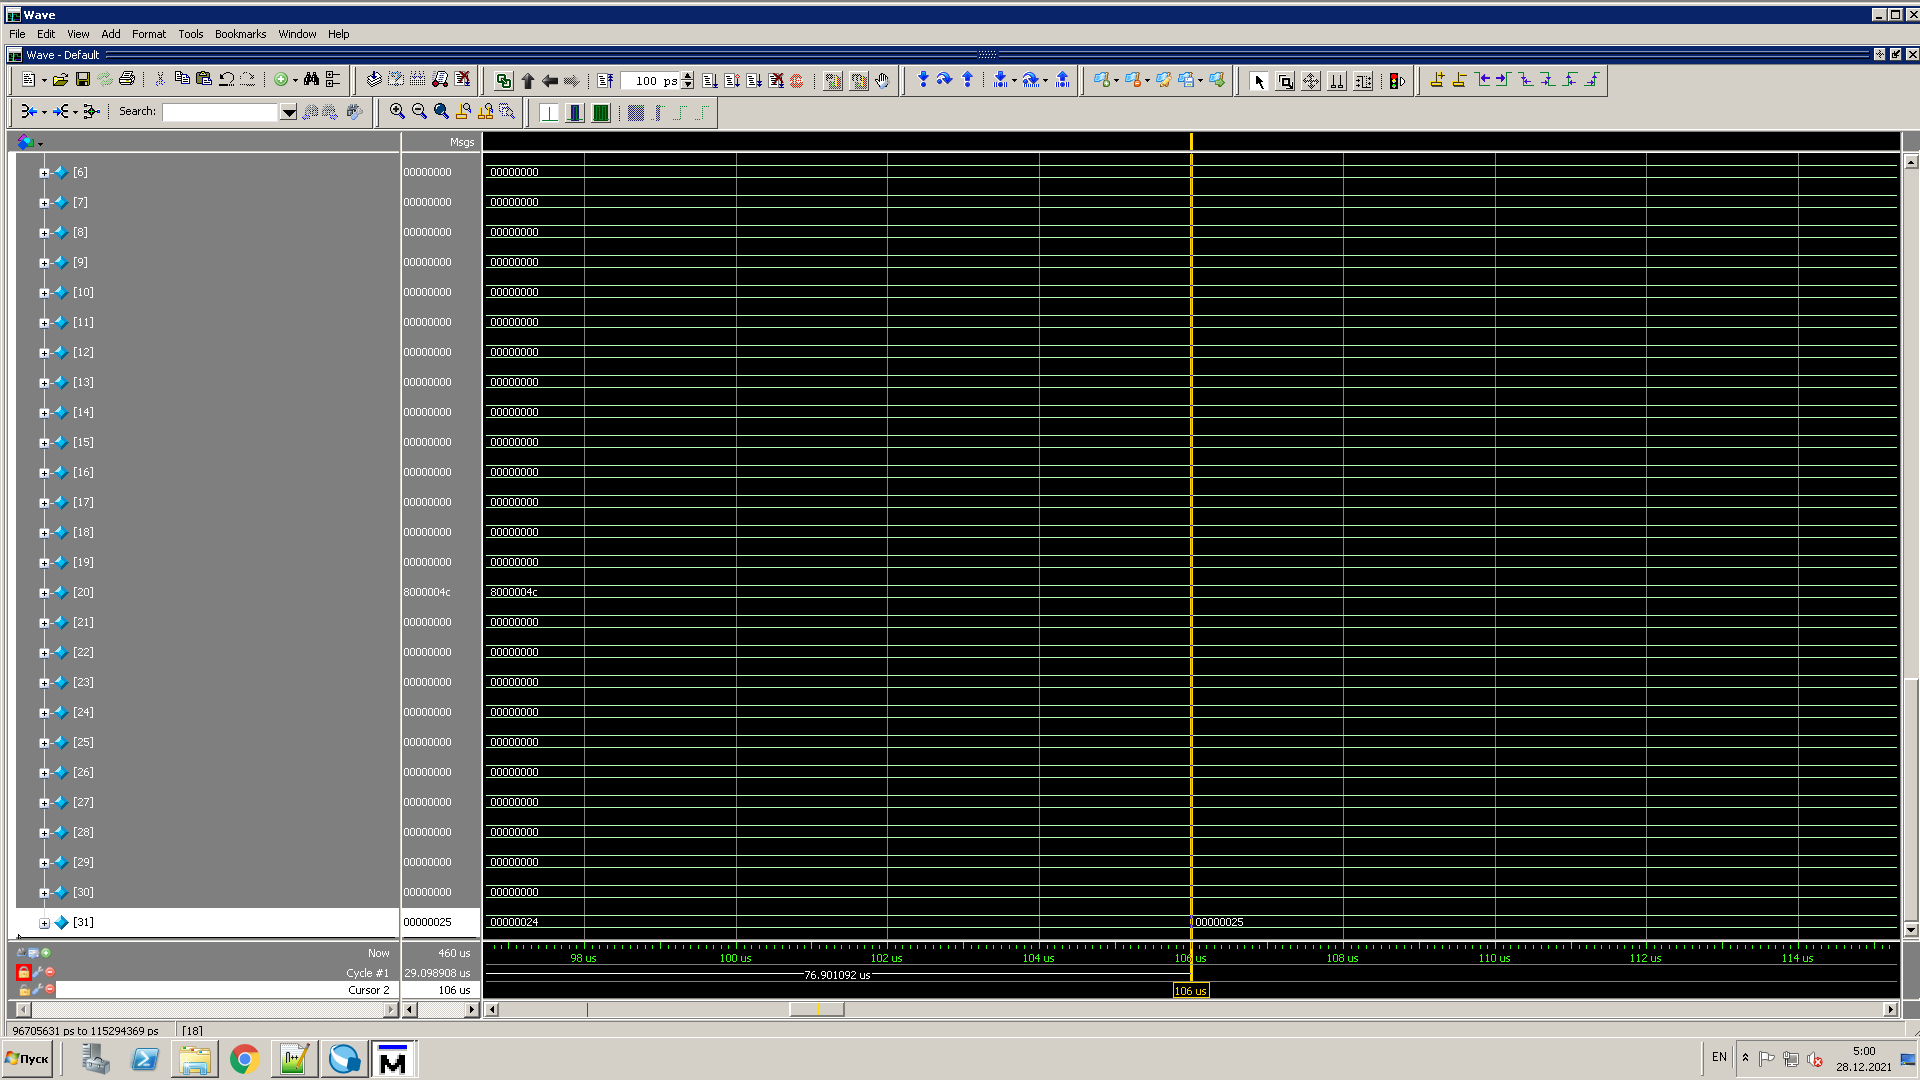 Wave
File Edit View Add Format Tools Bookmarks Window Help
Wave - Default
100 ps
Search:
Msgs
[6] 00000000 00000000
[7] 00000000 00000000
[8] 00000000 00000000
[9] 00000000 00000000
[10] 00000000 00000000
[11] 00000000 00000000
[12] 00000000 00000000
[13] 00000000 00000000
[14] 00000000 00000000
[15] 00000000 00000000
[16] 00000000 00000000
[17] 00000000 00000000
[18] 00000000 00000000
[19] 00000000 00000000
[20] 8000004c 8000004c
[21] 00000000 00000000
[22] 00000000 00000000
[23] 00000000 00000000
[24] 00000000 00000000
[25] 00000000 00000000
[26] 00000000 00000000
[27] 00000000 00000000
[28] 00000000 00000000
[29] 00000000 00000000
[30] 00000000 00000000
[31] 00000025 00000024 00000025
Now 460 us 98 us 100 us 102 us 104 us 106 us 108 us 110 us 112 us 114 us
Cycle #1 29.098908 us 76.901092 us
Cursor 2 106 us 106 us
96705631 ps to 115294369 ps [18]
Пуск EN 5:00
28.12.2021